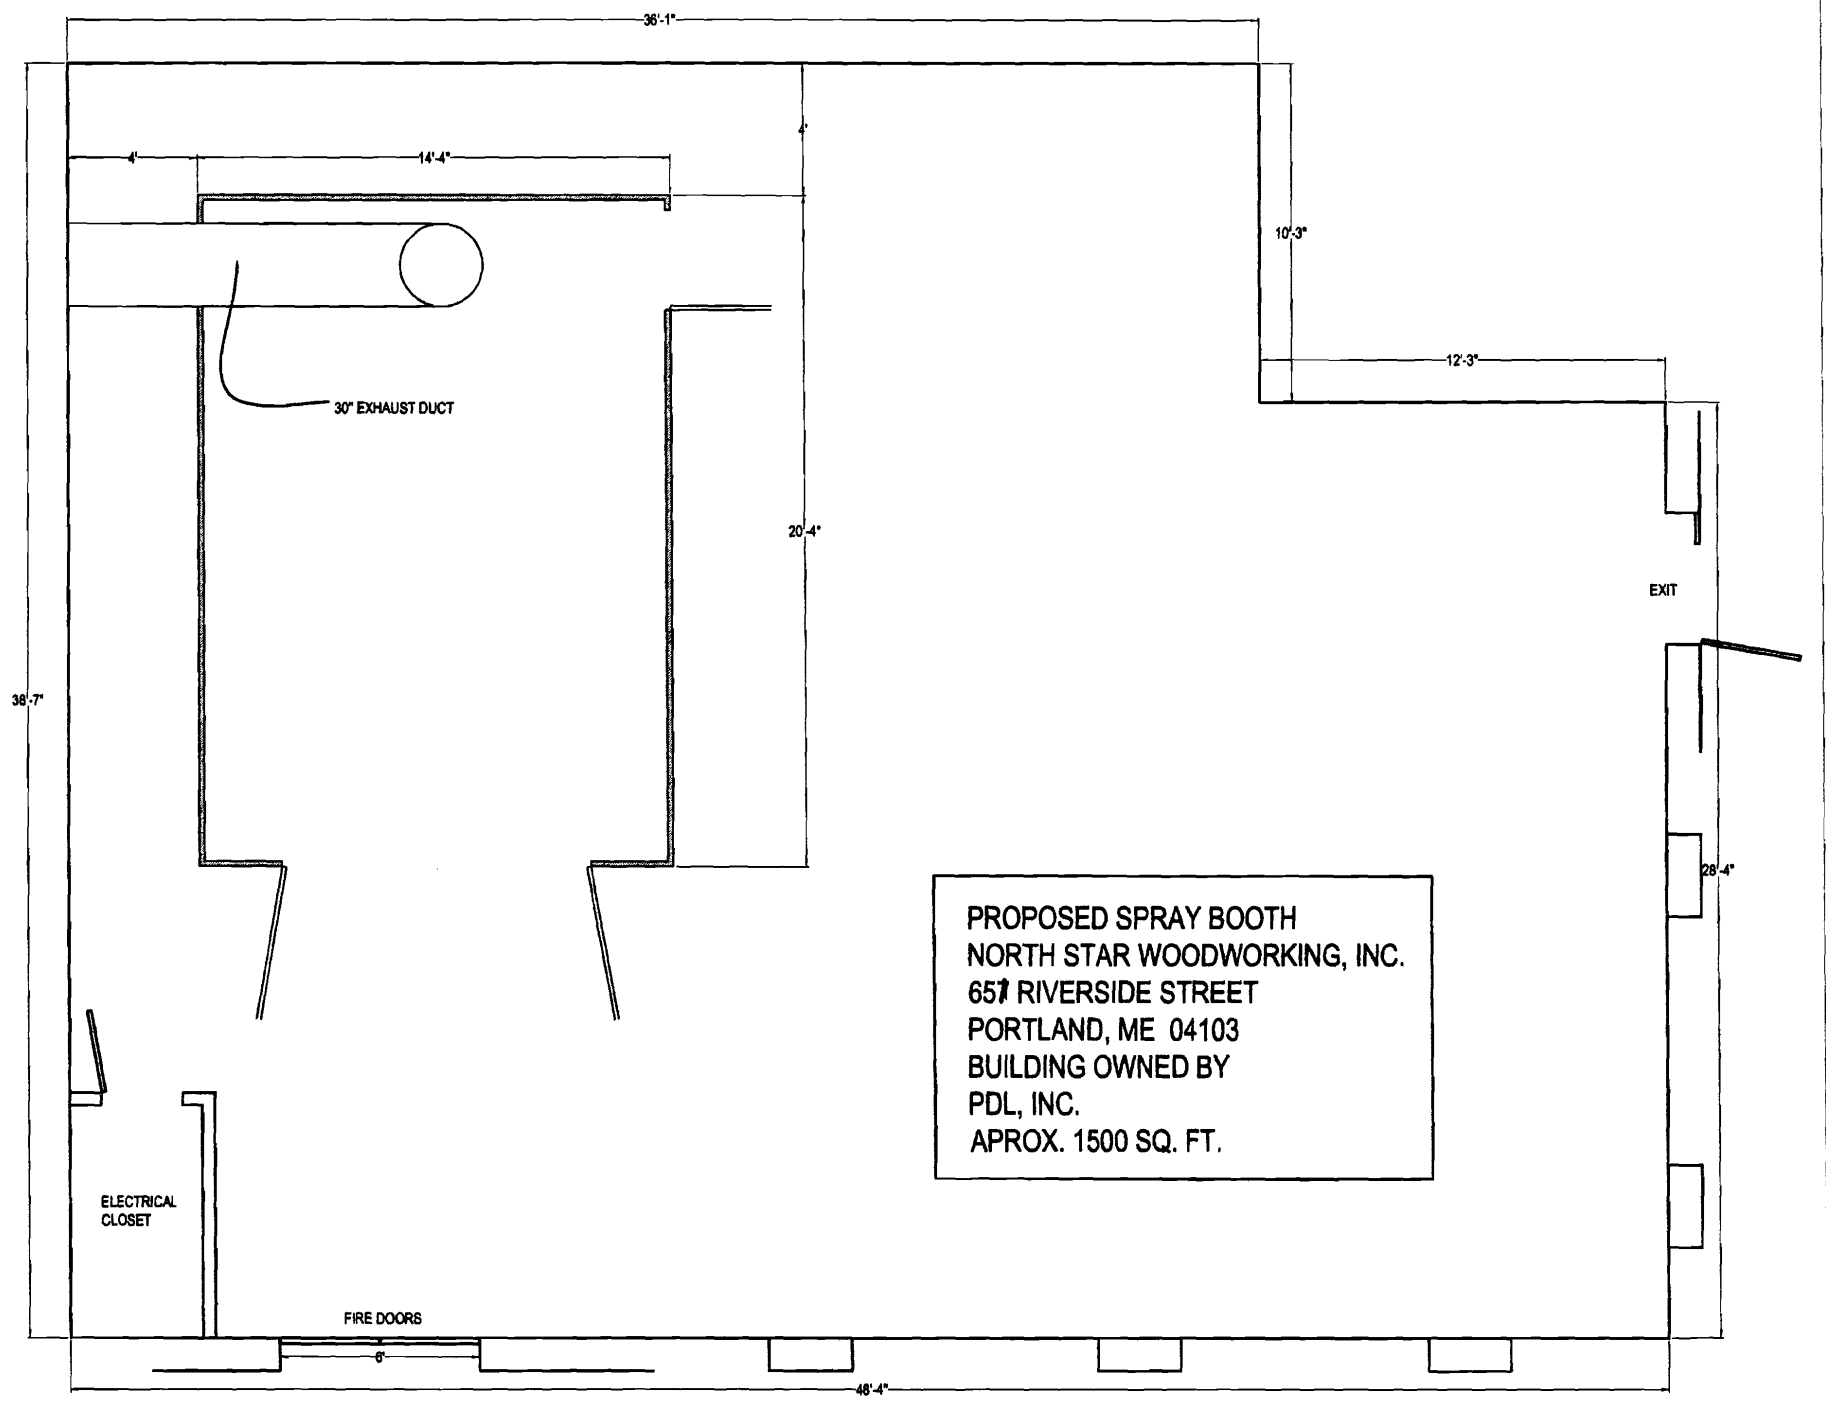 36'-1"
4'
4'
14'-4"
10'-3"
12'-3"
30" EXHAUST DUCT
20'-4"
EXIT
38'-7"
28'-4"
PROPOSED SPRAY BOOTH
NORTH STAR WOODWORKING, INC.
657 RIVERSIDE STREET
PORTLAND, ME 04103
BUILDING OWNED BY
PDL, INC.
APROX. 1500 SQ. FT.
ELECTRICAL
CLOSET
FIRE DOORS
6'
48'-4"